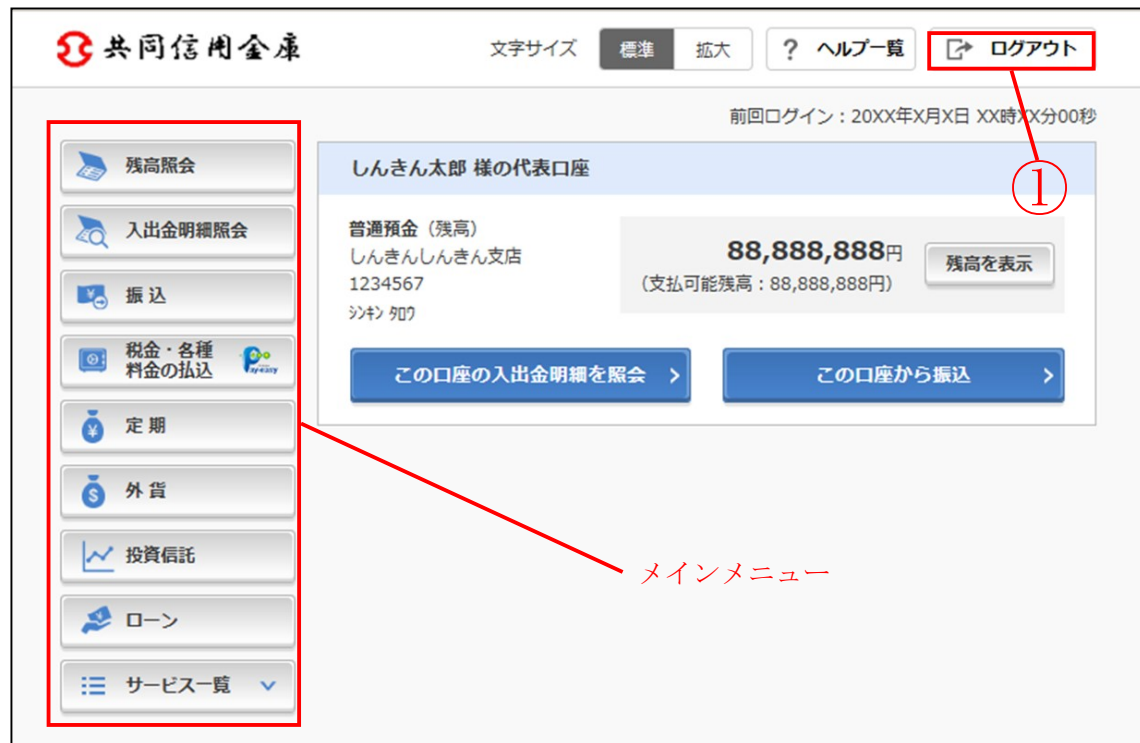 共同信用金庫
文字サイズ 標準 拡大 ? ヘルプ一覧 ログアウト
前回ログイン：20XX年X月X日 XX時XX分00秒
①
残高照会
入出金明細照会
振込
税金・各種
料金の払込
Pay-easy
定期
外貨
投資信託
ローン
サービス一覧
しんきん太郎 様の代表口座
普通預金（残高）
しんきんしんきん支店
1234567
ｼﾝｷﾝ ﾀﾛｳ
88,888,888円
（支払可能残高：88,888,888円）
残高を表示
この口座の入出金明細を照会
この口座から振込
メインメニュー